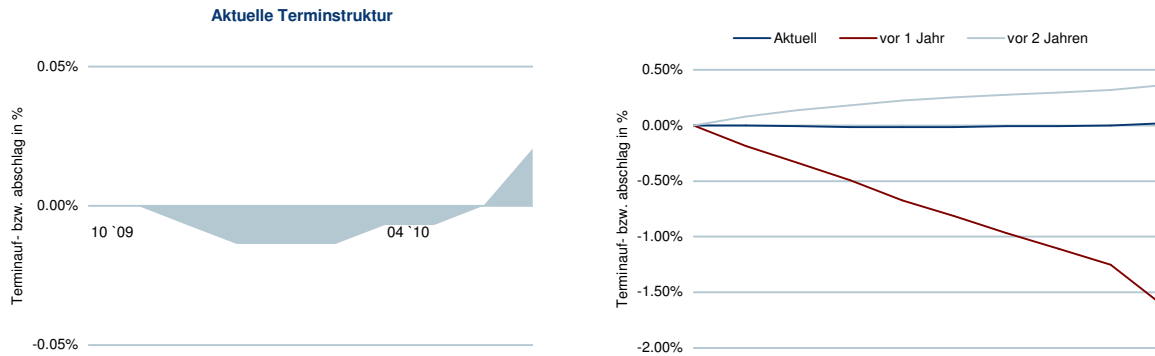 Aktuelle Terminstruktur
Terminauf- bzw. abschlag in %
0.05%
0.00%
10 `09
04 `10
-0.05%
Aktuell
vor 1 Jahr
vor 2 Jahren
Terminauf- bzw. abschlag in %
0.50%
0.00%
-0.50%
-1.00%
-1.50%
-2.00%